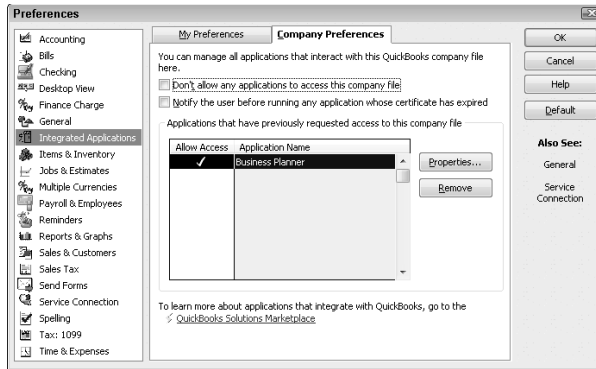 Preferences
Accounting
Bills
Checking
Desktop View
Finance Charge
General
Integrated Applications
Items & Inventory
Jobs & Estimates
Multiple Currencies
Payroll & Employees
Reminders
Reports & Graphs
Sales & Customers
Sales Tax
Send Forms
Service Connection
Spelling
Tax: 1099
Time & Expenses
My Preferences
Company Preferences
You can manage all applications that interact with this QuickBooks company file
here.
Don't allow any applications to access this company file
Notify the user before running any application whose certificate has expired
Applications that have previously requested access to this company file
Allow Access Application Name
Business Planner
Properties...
Remove
To learn more about applications that integrate with QuickBooks, go to the
QuickBooks Solutions Marketplace
OK
Cancel
Help
Default
Also See:
General
Service
Connection